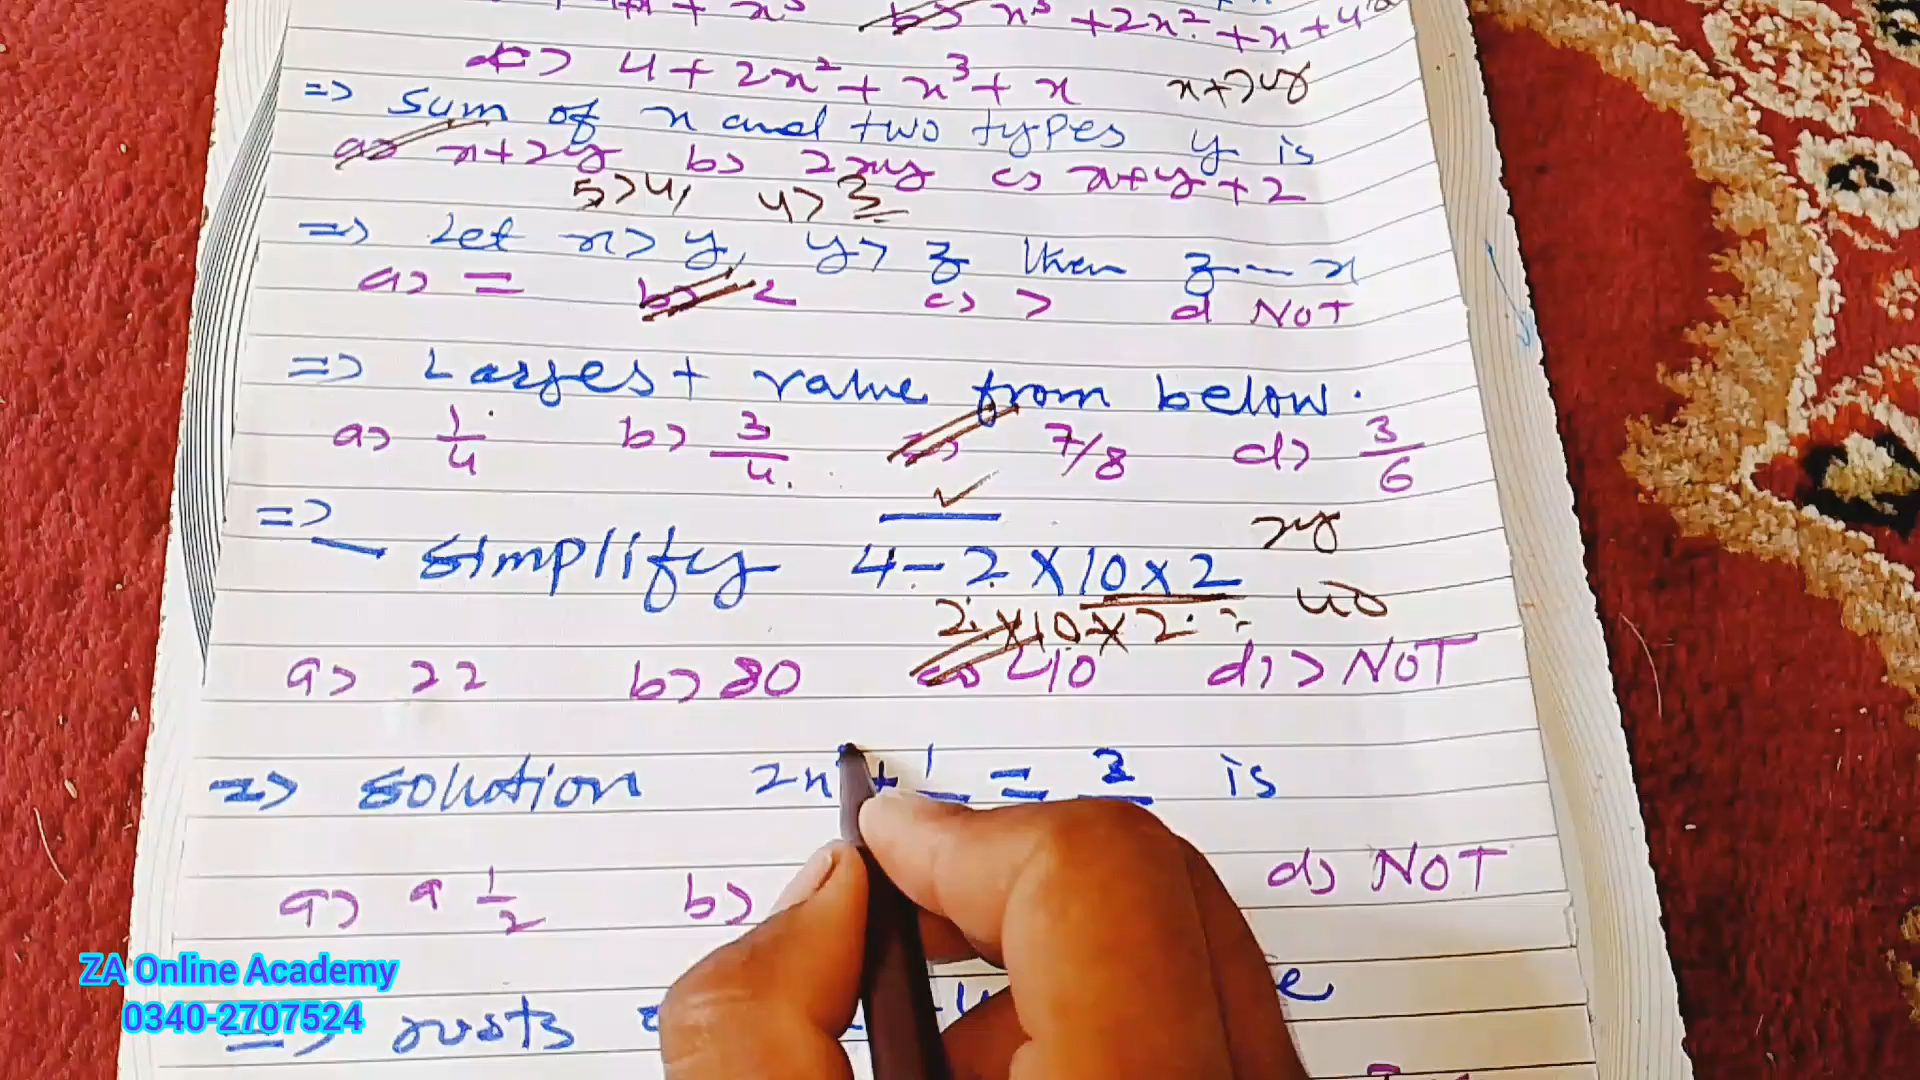 b> x³ + 2x² + x + 4
c> 4 + 2x² + x³ + x x+2y
=> Sum of x and two types y is
a> x+2y b> 2xy c> x+y+2
5>4, 4>3
=> Let x > y, y > z then z — x
a> = b> < c> > d NOT
=> Largest value from below.
a> 1/4 b> 3/4 c> 7/8 d> 3/6
=> simplify 4 - 2 x 10 x 2
2 x 10 x 2 = 40
a> 22 b> 80 c> 40 d> > NOT
=> solution 2x + 1 = 3 is
a> 1/2 b> d> NOT
=> roots
ZA Online Academy
0340-2707524